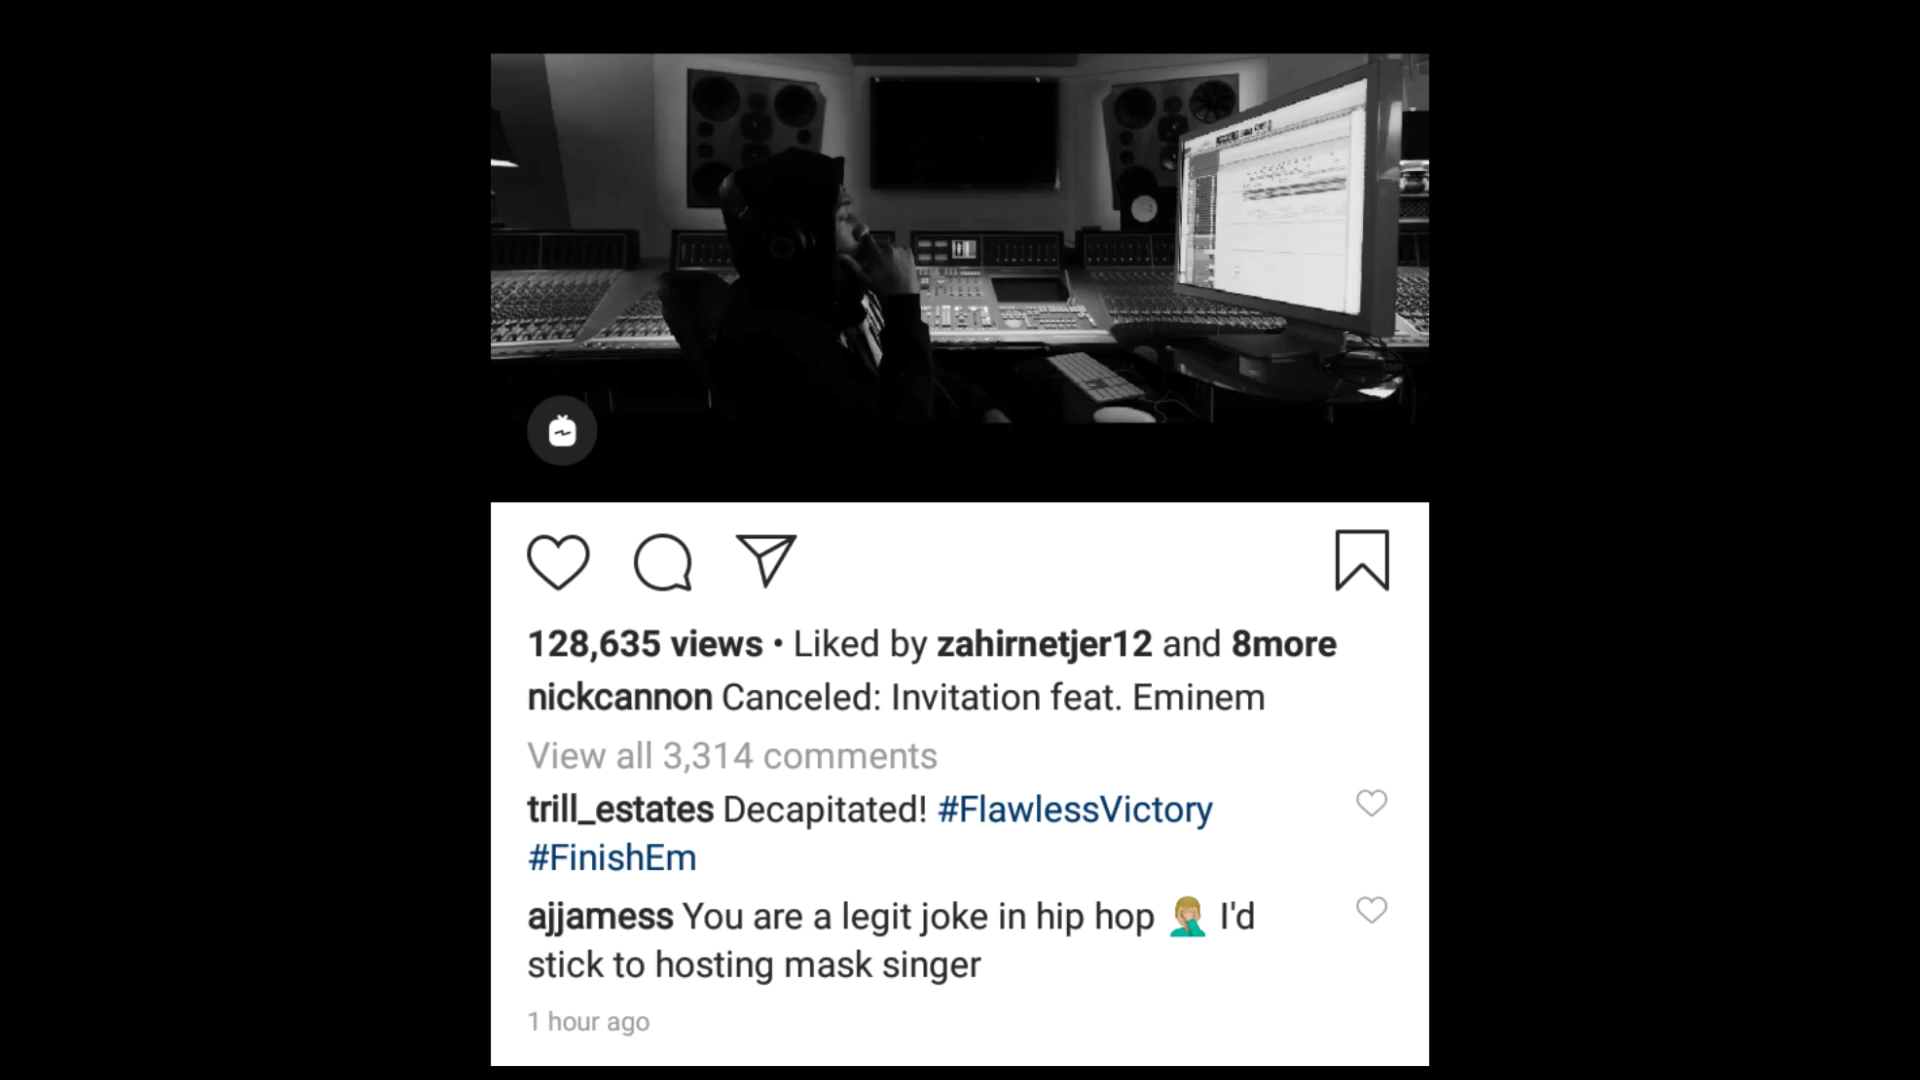 128,635 views • Liked by zahirnetjer12 and 8more
nickcannon Canceled: Invitation feat. Eminem
View all 3,314 comments
trill_estates Decapitated! #FlawlessVictory
#FinishEm
ajjamess You are a legit joke in hip hop 🤦🏼‍♂️ I'd
stick to hosting mask singer
1 hour ago